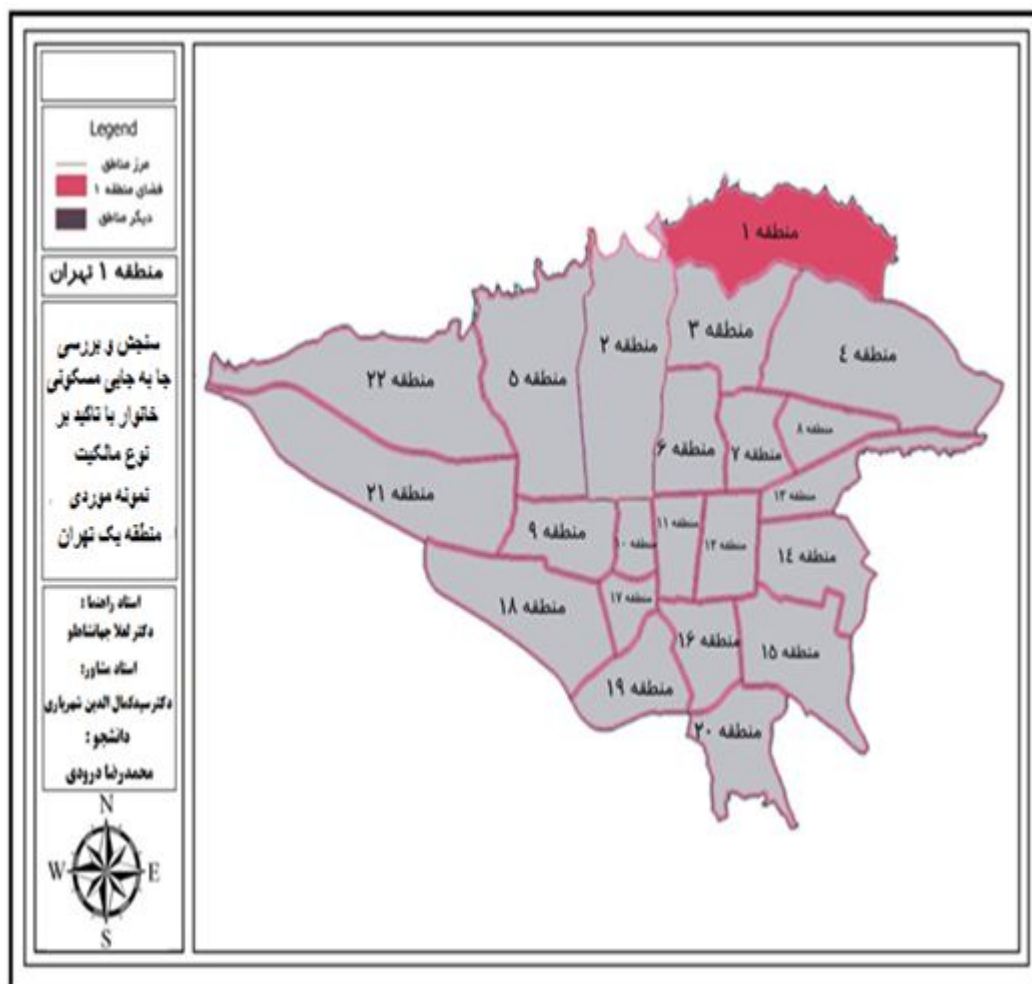 Legend
مرز مناطق
فضای منطقه ۱
دیگر مناطق
منطقه ۱ تهران
سنجش و بررسی
جا به جایی مسکونی
خانوار با تاکید بر
نوع مالکیت
نمونه موردی
منطقه یک تهران
استاد راهنما :
دکتر لعلا جهانشاهلو
استاد مشاور:
دکترسیدکمال الدین شهریاری
دانشجو :
محمدرضا درودی
N
W
E
S
منطقه ۱
منطقه ۲
منطقه ۳
منطقه ۴
منطقه ۵
منطقه ۲۲
منطقه ۶
منطقه ۷
منطقه ۸
منطقه ۲۱
منطقه ۹
منطقه ۱۰
منطقه ۱۱
منطقه ۱۲
منطقه ۱۳
منطقه ۱۴
منطقه ۱۸
منطقه ۱۷
منطقه ۱۶
منطقه ۱۵
منطقه ۱۹
منطقه ۲۰